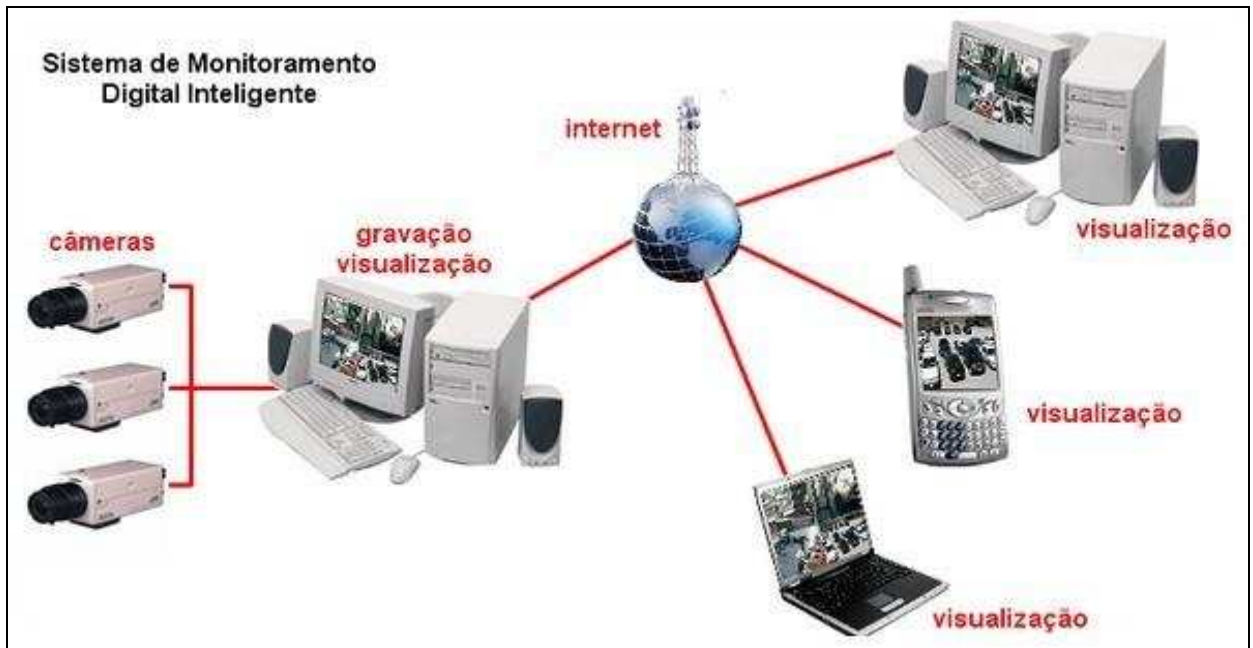 Sistema de Monitoramento
Digital Inteligente
internet
visualização
câmeras
gravação
visualização
visualização
visualização